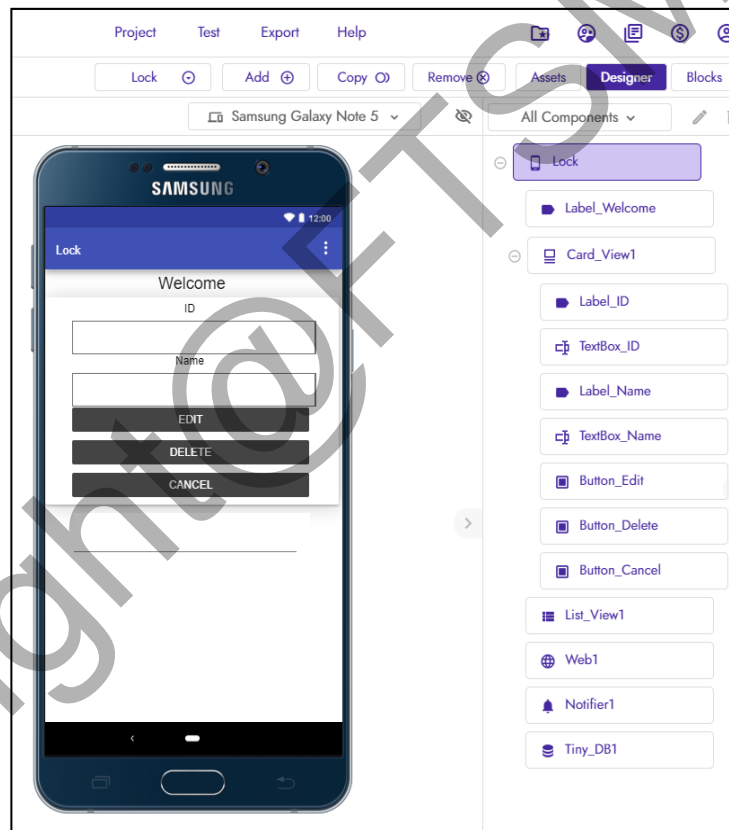 Project Test Export Help
Lock Add Copy Remove Assets Designer Blocks
Samsung Galaxy Note 5 All Components
SAMSUNG
12:00
Lock
Welcome
ID
Name
EDIT
DELETE
CANCEL
Lock
Label_Welcome
Card_View1
Label_ID
TextBox_ID
Label_Name
TextBox_Name
Button_Edit
Button_Delete
Button_Cancel
List_View1
Web1
Notifier1
Tiny_DB1
ght@FTSM